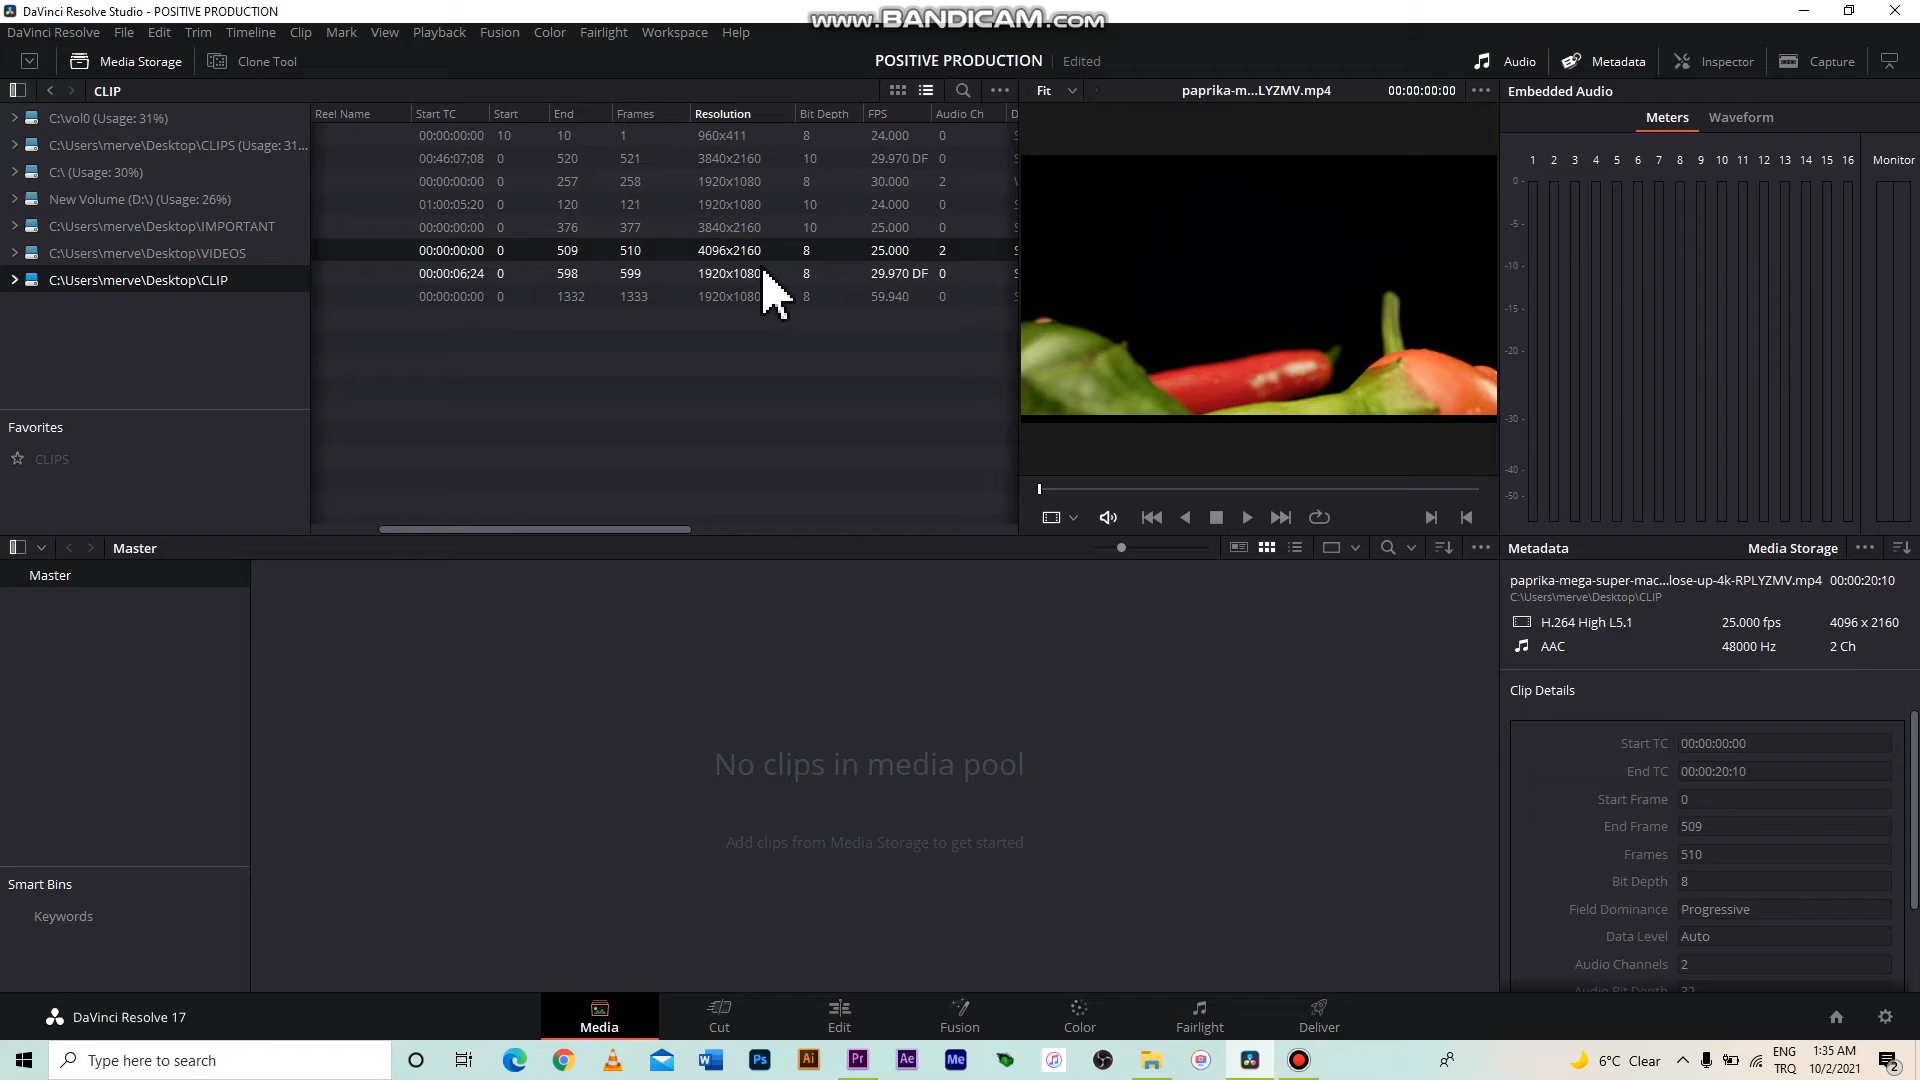 DaVinci Resolve Studio - POSITIVE PRODUCTION
www.BANDICAM.com
DaVinci Resolve File Edit Trim Timeline Clip Mark View Playback Fusion Color Fairlight Workspace Help
Media Storage Clone Tool POSITIVE PRODUCTION Edited Audio Metadata Inspector Capture
CLIP Fit paprika-m...LYZMV.mp4 00:00:00:00 Embedded Audio
Reel Name Start TC Start End Frames Resolution Bit Depth FPS Audio Ch
Meters Waveform
C:\vol0 (Usage: 31%)
C:\Users\merve\Desktop\CLIPS (Usage: 31...
C:\ (Usage: 30%)
New Volume (D:\) (Usage: 26%)
C:\Users\merve\Desktop\IMPORTANT
C:\Users\merve\Desktop\VIDEOS
C:\Users\merve\Desktop\CLIP
00:00:00:00 10 10 1 960x411 8 24.000 0
00:46:07;08 0 520 521 3840x2160 10 29.970 DF 0
00:00:00:00 0 257 258 1920x1080 8 30.000 2
01:00:05:20 0 120 121 1920x1080 10 24.000 0
00:00:00:00 0 376 377 3840x2160 10 25.000 0
00:00:00:00 0 509 510 4096x2160 8 25.000 2
00:00:06;24 0 598 599 1920x1080 8 29.970 DF 0
00:00:00:00 0 1332 1333 1920x1080 8 59.940 0
1 2 3 4 5 6 7 8 9 10 11 12 13 14 15 16 Monitor
0
-5
-10
-15
-20
-30
-40
-50
Favorites
CLIPS
Master
Master
No clips in media pool
Add clips from Media Storage to get started
Smart Bins
Keywords
Metadata Media Storage
paprika-mega-super-mac...lose-up-4k-RPLYZMV.mp4 00:00:20:10
C:\Users\merve\Desktop\CLIP
H.264 High L5.1 25.000 fps 4096 x 2160
AAC 48000 Hz 2 Ch
Clip Details
Start TC 00:00:00:00
End TC 00:00:20:10
Start Frame 0
End Frame 509
Frames 510
Bit Depth 8
Field Dominance Progressive
Data Level Auto
Audio Channels 2
Audio Bit Depth 32
DaVinci Resolve 17
Media Cut Edit Fusion Color Fairlight Deliver
Type here to search
6°C Clear
ENG
TRQ
1:35 AM
10/2/2021
2